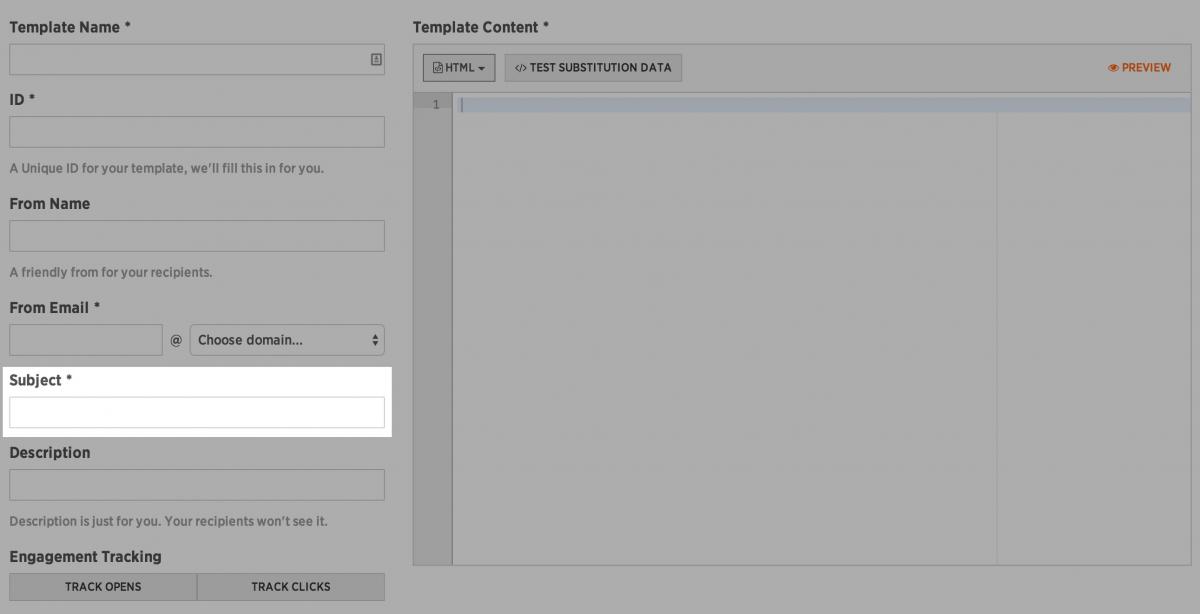 Template Name *
ID *
A Unique ID for your template, we'll fill this in for you.
From Name
A friendly from for your recipients.
From Email *
@ Choose domain...
Subject *
Description
Description is just for you. Your recipients won't see it.
Engagement Tracking
TRACK OPENS TRACK CLICKS
Template Content *
HTML </> TEST SUBSTITUTION DATA PREVIEW
1